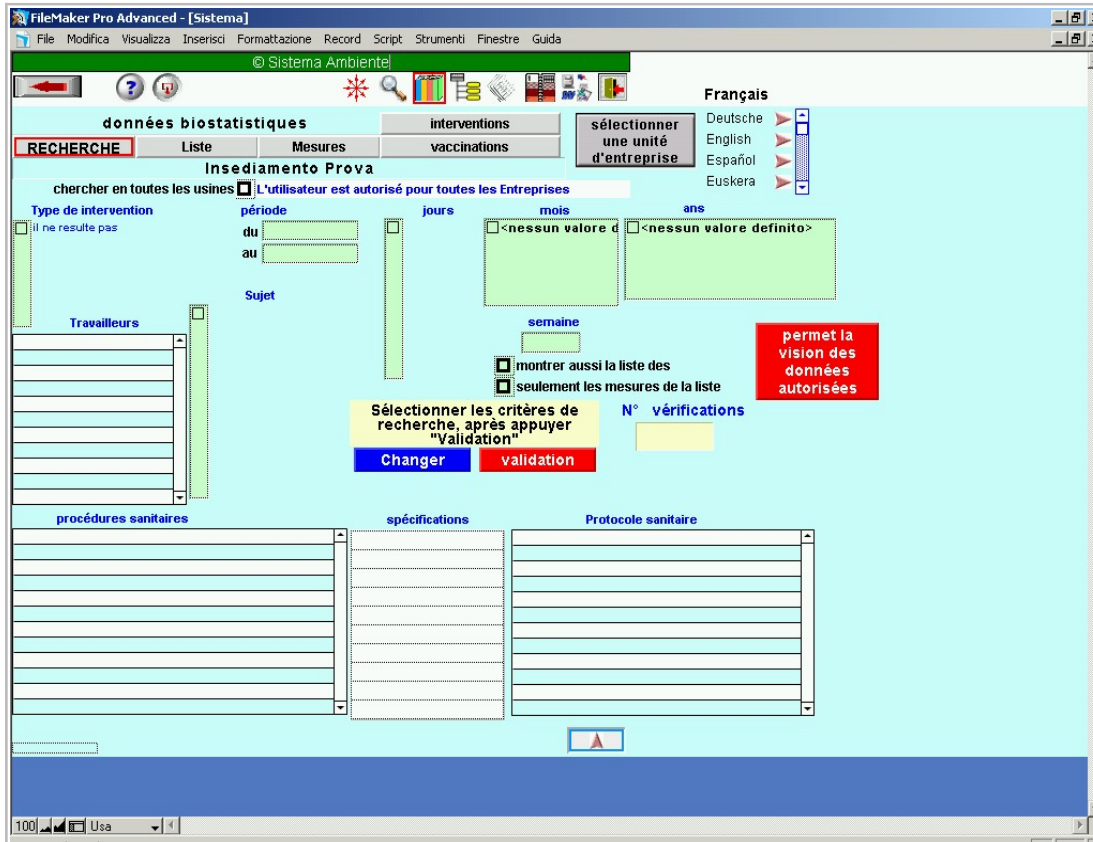 FileMaker Pro Advanced - [Sistema]
File Modifica Visualizza Inserisci Formattazione Record Script Strumenti Finestre Guida
© Sistema Ambiente
Français
données biostatistiques
interventions
RECHERCHE
Liste
Mesures
vaccinations
sélectionner
une unité
d'entreprise
Deutsche
English
Español
Euskera
Insediamento Prova
chercher en toutes les usines
L'utilisateur est autorisé pour toutes les Entreprises
Type de intervention
il ne resulte pas
période
du
au
jours
mois
<nessun valore d
ans
<nessun valore definito>
Sujet
Travailleurs
semaine
montrer aussi la liste des
seulement les mesures de la liste
permet la
vision des
données
autorisées
Sélectionner les critères de
recherche, après appuyer
"Validation"
N° vérifications
Changer
validation
procédures sanitaires
spécifications
Protocole sanitaire
100
Usa